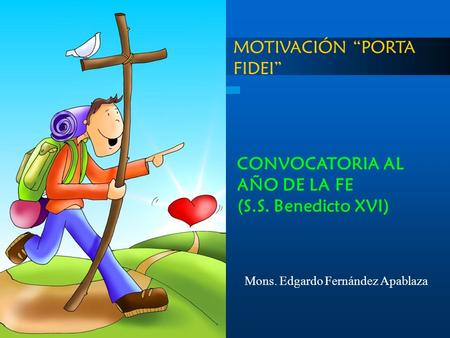 MOTIVACIÓN “PORTA
FIDEI”
CONVOCATORIA AL
AÑO DE LA FE
(S.S. Benedicto XVI)
Mons. Edgardo Fernández Apablaza